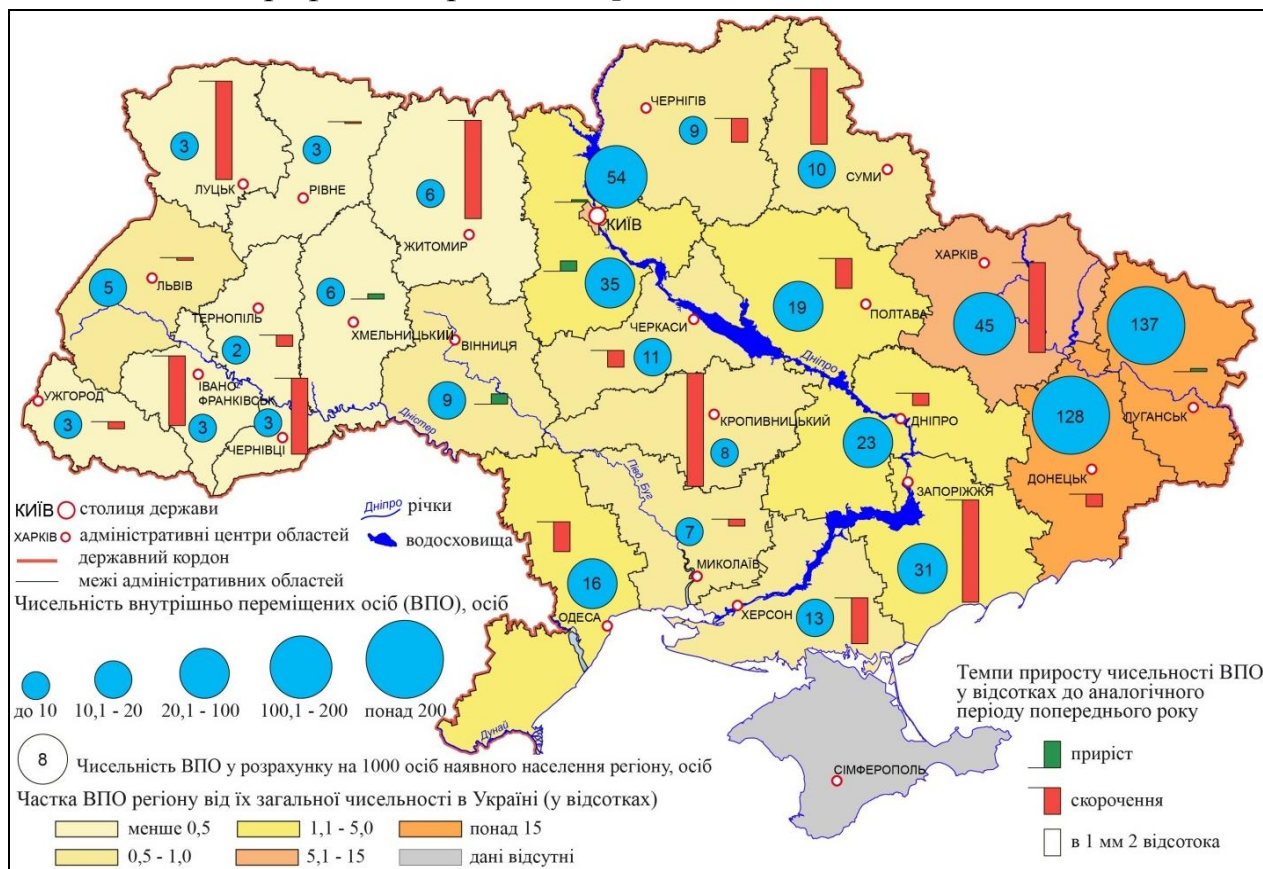 ЧЕРНІГІВ
9
10
СУМИ
3
ЛУЦЬК
3
РІВНЕ
6
ЖИТОМИР
54
КИЇВ
5
ЛЬВІВ
ТЕРНОПІЛЬ
2
6
ХМЕЛЬНИЦЬКИЙ
ВІННИЦЯ
9
35
ЧЕРКАСИ
11
19
ПОЛТАВА
ХАРКІВ
45
137
ЛУГАНСЬК
128
ДОНЕЦЬК
УЖГОРОД
3
ІВАНО
ФРАНКІВСЬК
3
3
ЧЕРНІВЦІ
Дністер
Півд. Буг
Дніпро
КРОПИВНИЦЬКИЙ
8
ДНІПРО
23
ЗАПОРІЖЖЯ
31
7
МИКОЛАЇВ
16
ОДЕСА
ХЕРСОН
13
Дунай
СІМФЕРОПОЛЬ
КИЇВ столиця держави
ХАРКІВ адміністративні центри областей
державний кордон
межі адміністративних областей
Дніпро річки
водосховища
Чисельність внутрішньо переміщених осіб (ВПО), осіб
до 10
10,1 - 20
20,1 - 100
100,1 - 200
понад 200
8 Чисельність ВПО у розрахунку на 1000 осіб наявного населення регіону, осіб
Частка ВПО регіону від їх загальної чисельності в Україні (у відсотках)
менше 0,5
1,1 - 5,0
понад 15
0,5 - 1,0
5,1 - 15
дані відсутні
Темпи приросту чисельності ВПО
у відсотках до аналогічного
періоду попереднього року
приріст
скорочення
в 1 мм 2 відсотока